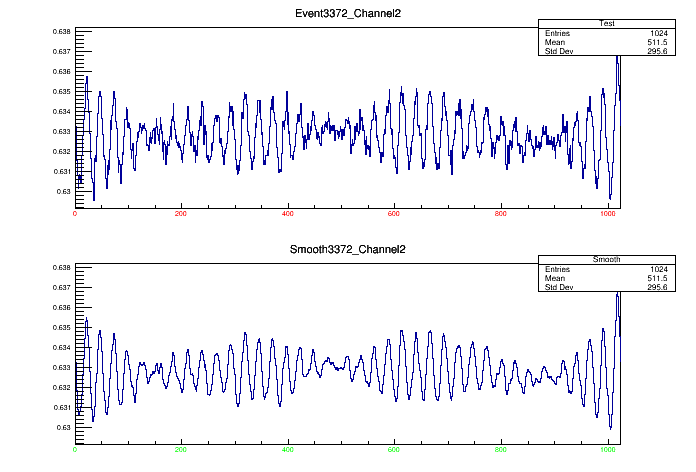 Event3372_Channel2
Test
Entries 1024
Mean 511.5
Std Dev 295.6
0.638
0.637
0.636
0.635
0.634
0.633
0.632
0.631
0.63
0 200 400 600 800 1000
Smooth3372_Channel2
Smooth
Entries 1024
Mean 511.5
Std Dev 295.6
0.638
0.637
0.636
0.635
0.634
0.633
0.632
0.631
0.63
0 200 400 600 800 1000